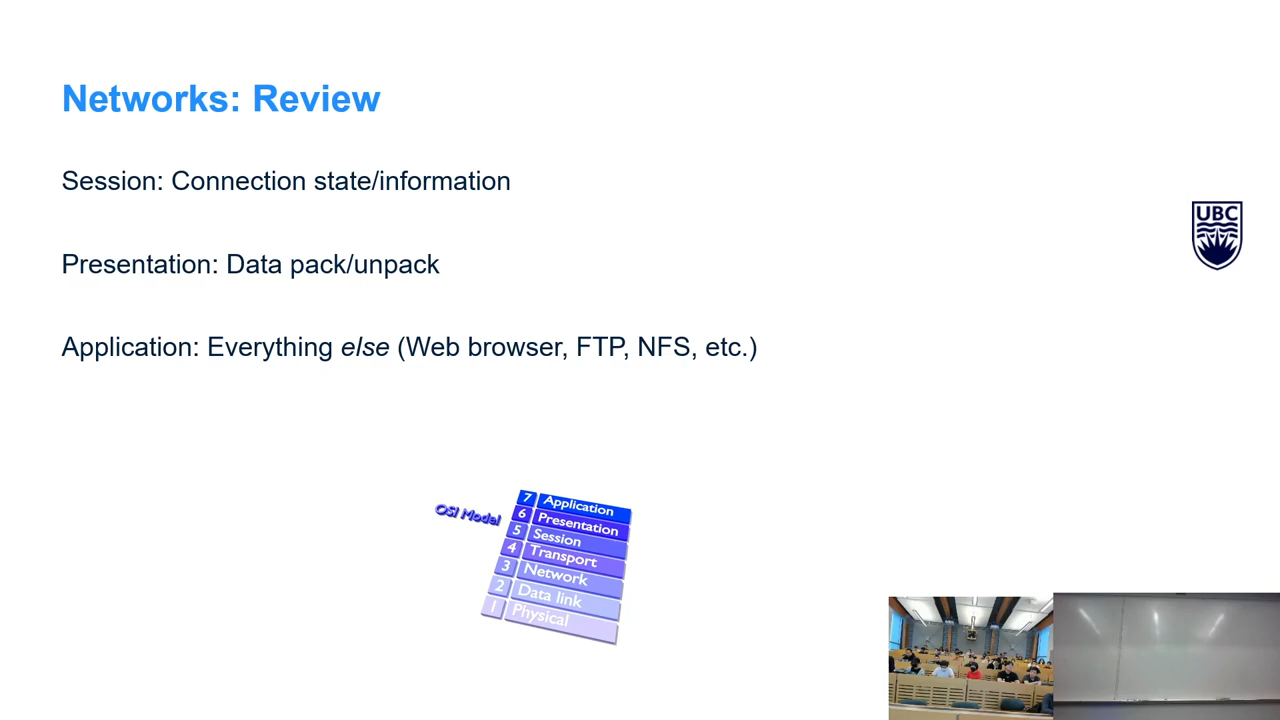 Networks: Review
Session: Connection state/information
UBC
Presentation: Data pack/unpack
Application: Everything else (Web browser, FTP, NFS, etc.)
OSI Model
7 Application
6 Presentation
5 Session
4 Transport
3 Network
2 Data link
1 Physical